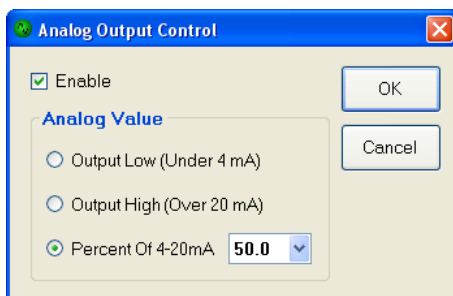 Analog Output Control
Enable
OK
Analog Value
Cancel
Output Low (Under 4 mA)
Output High (Over 20 mA)
Percent Of 4-20mA 50.0